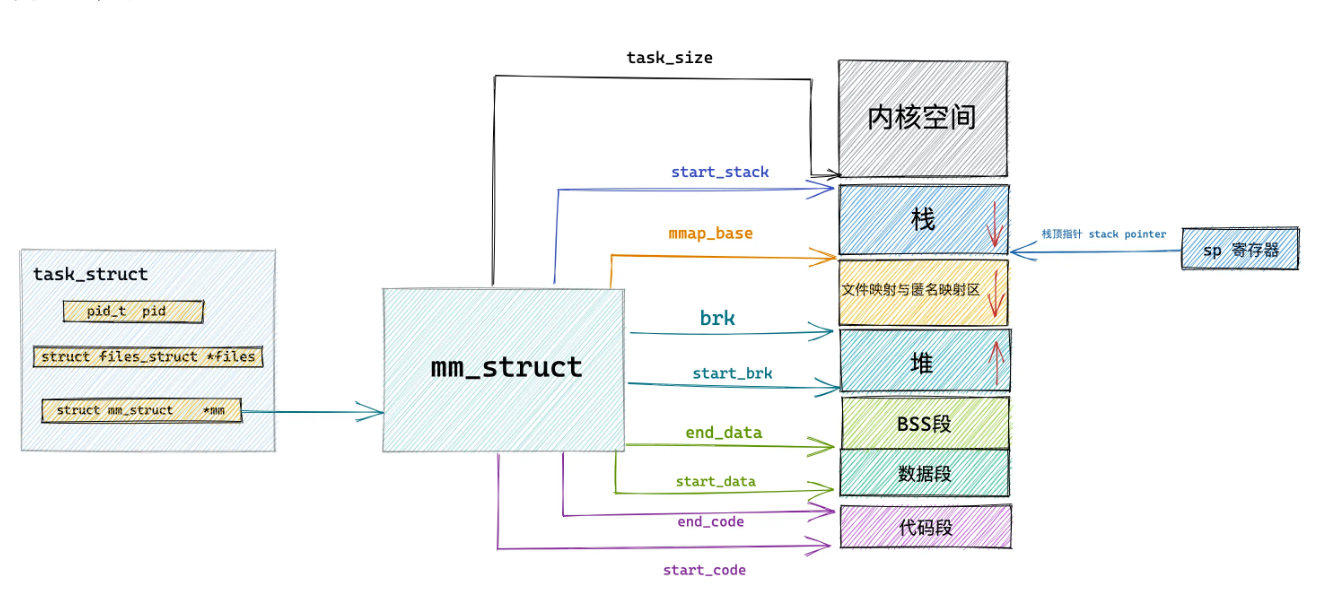 task_size
内核空间
start_stack
栈
mmap_base
栈顶指针 stack pointer
sp 寄存器
task_struct
pid_t pid
struct files_struct *files
struct mm_struct *mm
mm_struct
文件映射与匿名映射区
brk
堆
start_brk
BSS段
end_data
数据段
start_data
end_code
代码段
start_code